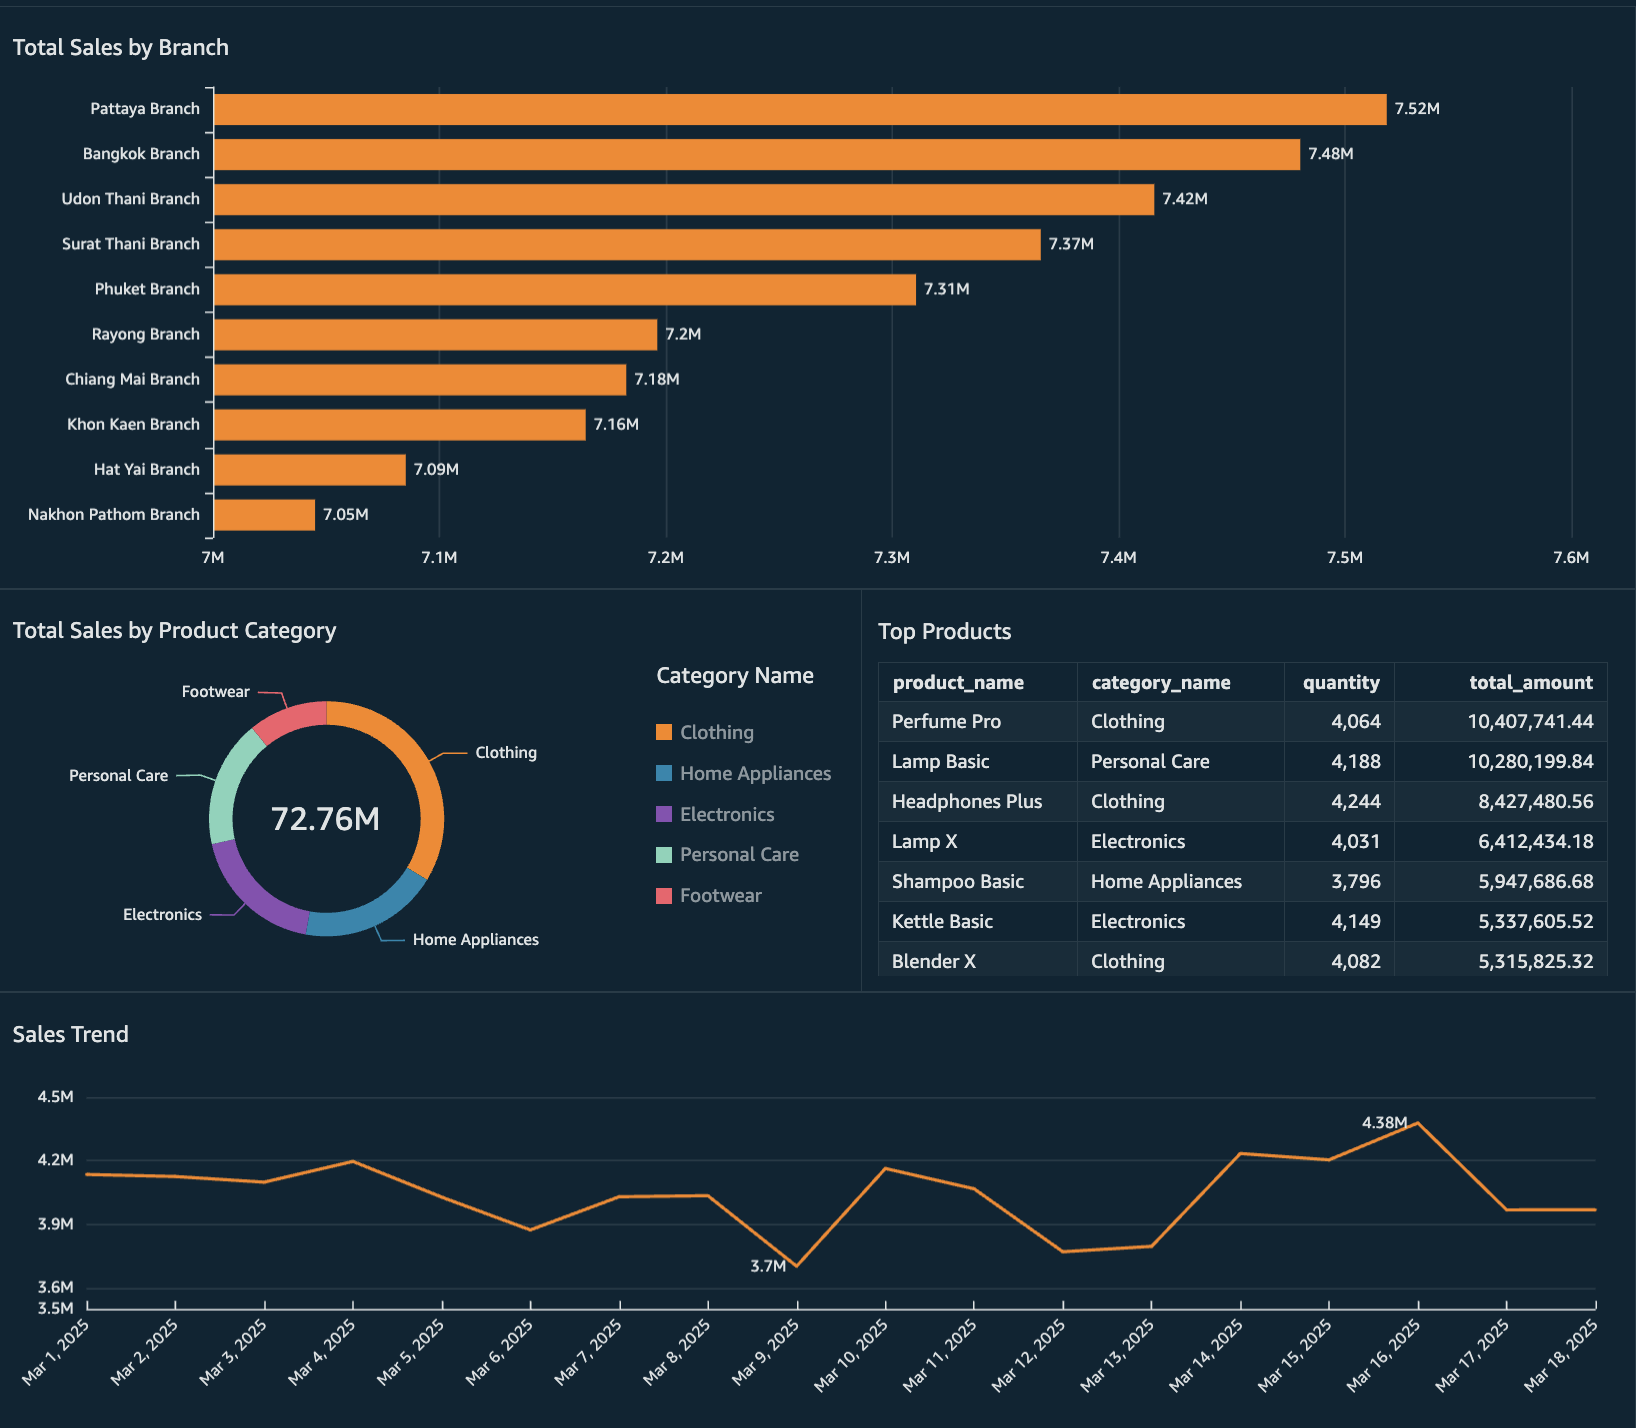 Total Sales by Branch
Pattaya Branch 7.52M
Bangkok Branch 7.48M
Udon Thani Branch 7.42M
Surat Thani Branch 7.37M
Phuket Branch 7.31M
Rayong Branch 7.2M
Chiang Mai Branch 7.18M
Khon Kaen Branch 7.16M
Hat Yai Branch 7.09M
Nakhon Pathom Branch 7.05M
7M 7.1M 7.2M 7.3M 7.4M 7.5M 7.6M
Total Sales by Product Category
Footwear
Clothing
Personal Care
72.76M
Electronics
Home Appliances
Category Name
Clothing
Home Appliances
Electronics
Personal Care
Footwear
Top Products
product_name category_name quantity total_amount
Perfume Pro Clothing 4,064 10,407,741.44
Lamp Basic Personal Care 4,188 10,280,199.84
Headphones Plus Clothing 4,244 8,427,480.56
Lamp X Electronics 4,031 6,412,434.18
Shampoo Basic Home Appliances 3,796 5,947,686.68
Kettle Basic Electronics 4,149 5,337,605.52
Blender X Clothing 4,082 5,315,825.32
Sales Trend
4.5M
4.38M
4.2M
3.9M
3.7M
3.6M
3.5M
Mar 1, 2025 Mar 2, 2025 Mar 3, 2025 Mar 4, 2025 Mar 5, 2025 Mar 6, 2025 Mar 7, 2025 Mar 8, 2025 Mar 9, 2025 Mar 10, 2025 Mar 11, 2025 Mar 12, 2025 Mar 13, 2025 Mar 14, 2025 Mar 15, 2025 Mar 16, 2025 Mar 17, 2025 Mar 18, 2025